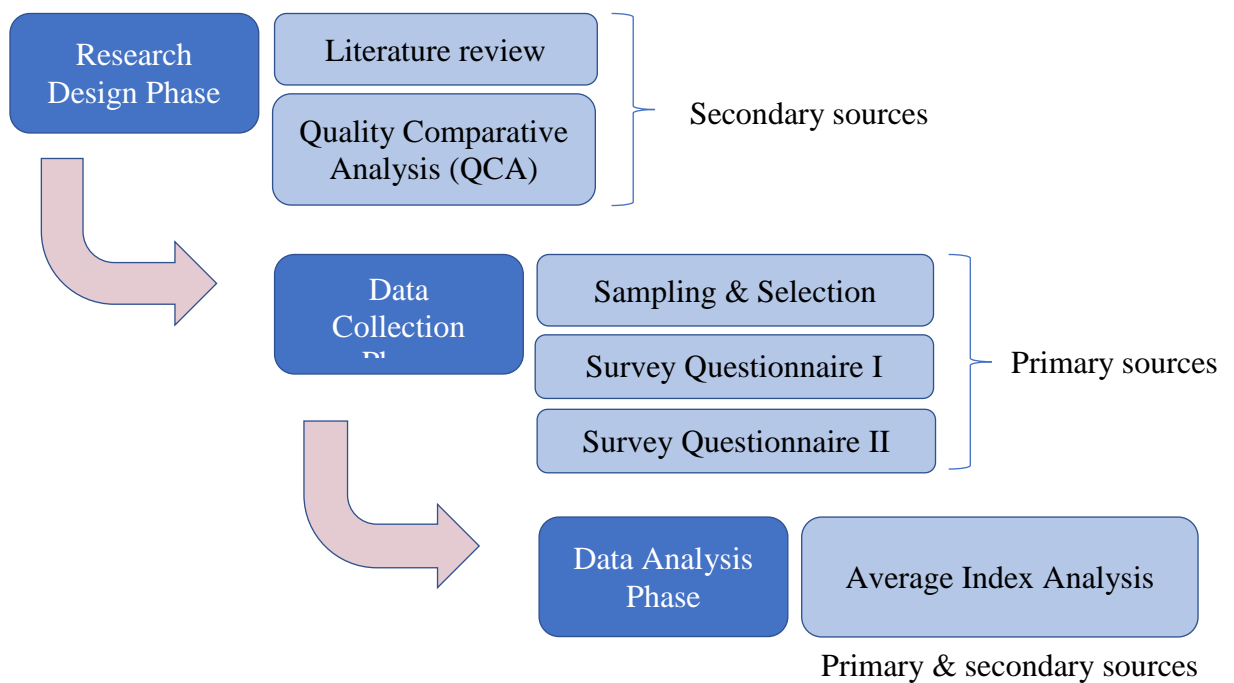 Research
Design Phase
Literature review
Quality Comparative
Analysis (QCA)
Secondary sources
Data
Collection
Sampling & Selection
Survey Questionnaire I
Survey Questionnaire II
Primary sources
Data Analysis
Phase
Average Index Analysis
Primary & secondary sources